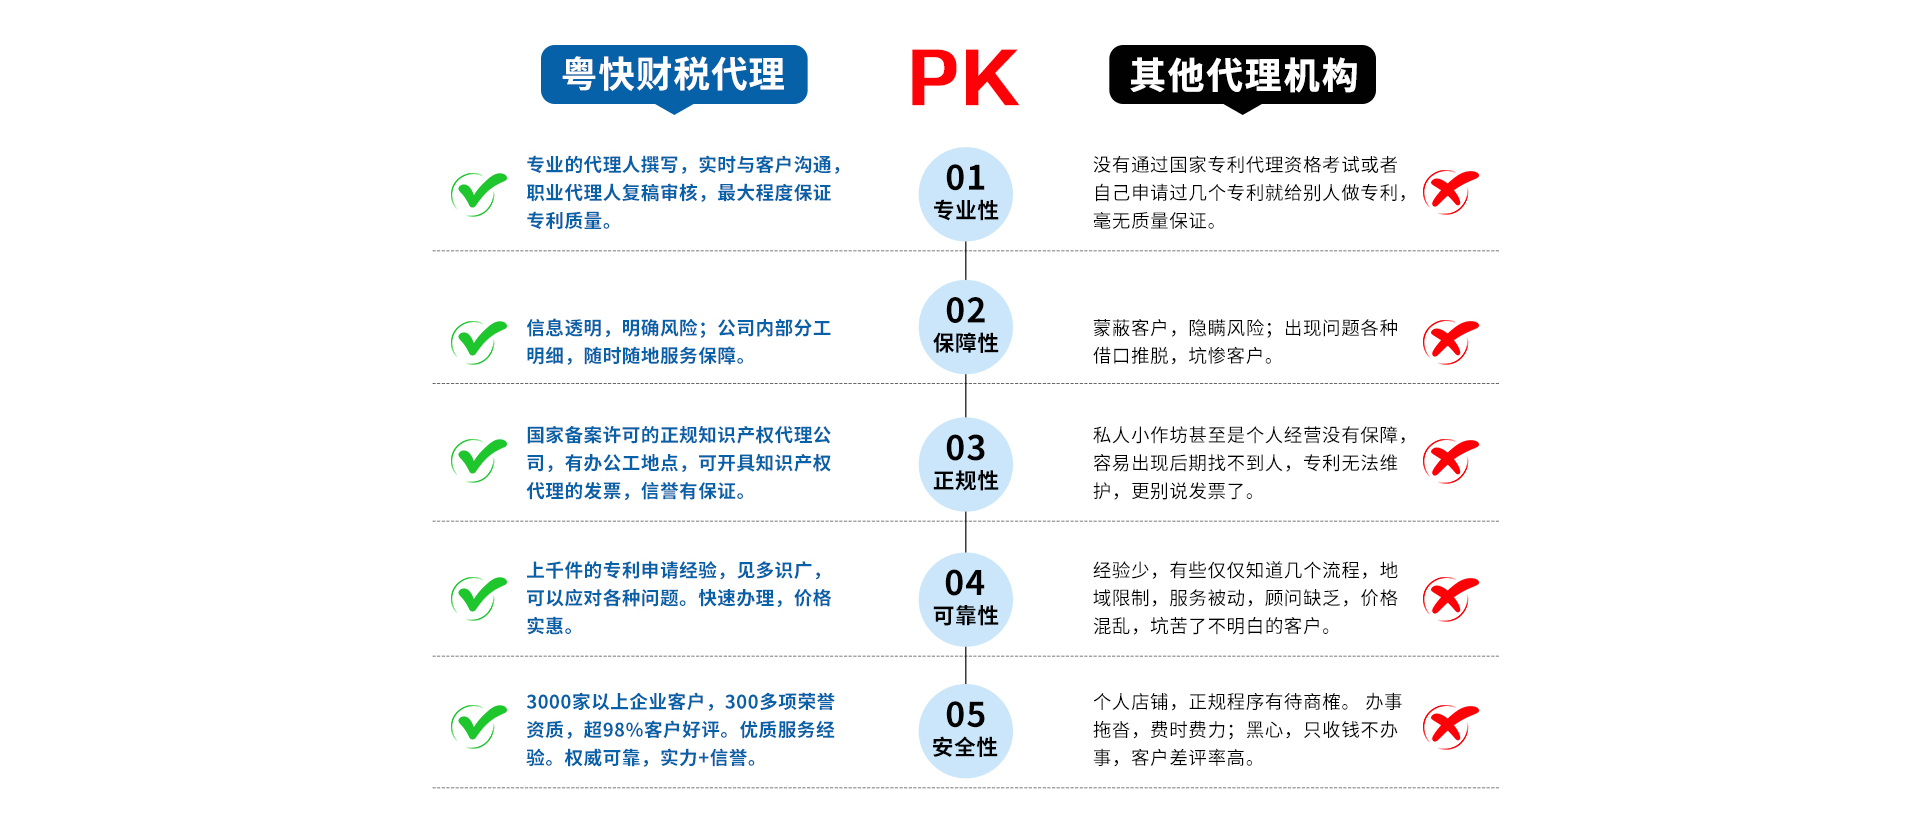 粤快财税代理
PK
其他代理机构
专业的代理人撰写，实时与客户沟通，
职业代理人复稿审核，最大程度保证
专利质量。
01
专业性
没有通过国家专利代理资格考试或者
自己申请过几个专利就给别人做专利，
毫无质量保证。
信息透明，明确风险；公司内部分工
明细，随时随地服务保障。
02
保障性
蒙蔽客户，隐瞒风险；出现问题各种
借口推脱，坑惨客户。
国家备案许可的正规知识产权代理公
司，有办公工地点，可开具知识产权
代理的发票，信誉有保证。
03
正规性
私人小作坊甚至是个人经营没有保障，
容易出现后期找不到人，专利无法维
护，更别说发票了。
上千件的专利申请经验，见多识广，
可以应对各种问题。快速办理，价格
实惠。
04
可靠性
经验少，有些仅仅知道几个流程，地
域限制，服务被动，顾问缺乏，价格
混乱，坑苦了不明白的客户。
3000家以上企业客户，300多项荣誉
资质，超98%客户好评。优质服务经
验。权威可靠，实力+信誉。
05
安全性
个人店铺，正规程序有待商榷。 办事
拖沓，费时费力；黑心，只收钱不办
事，客户差评率高。